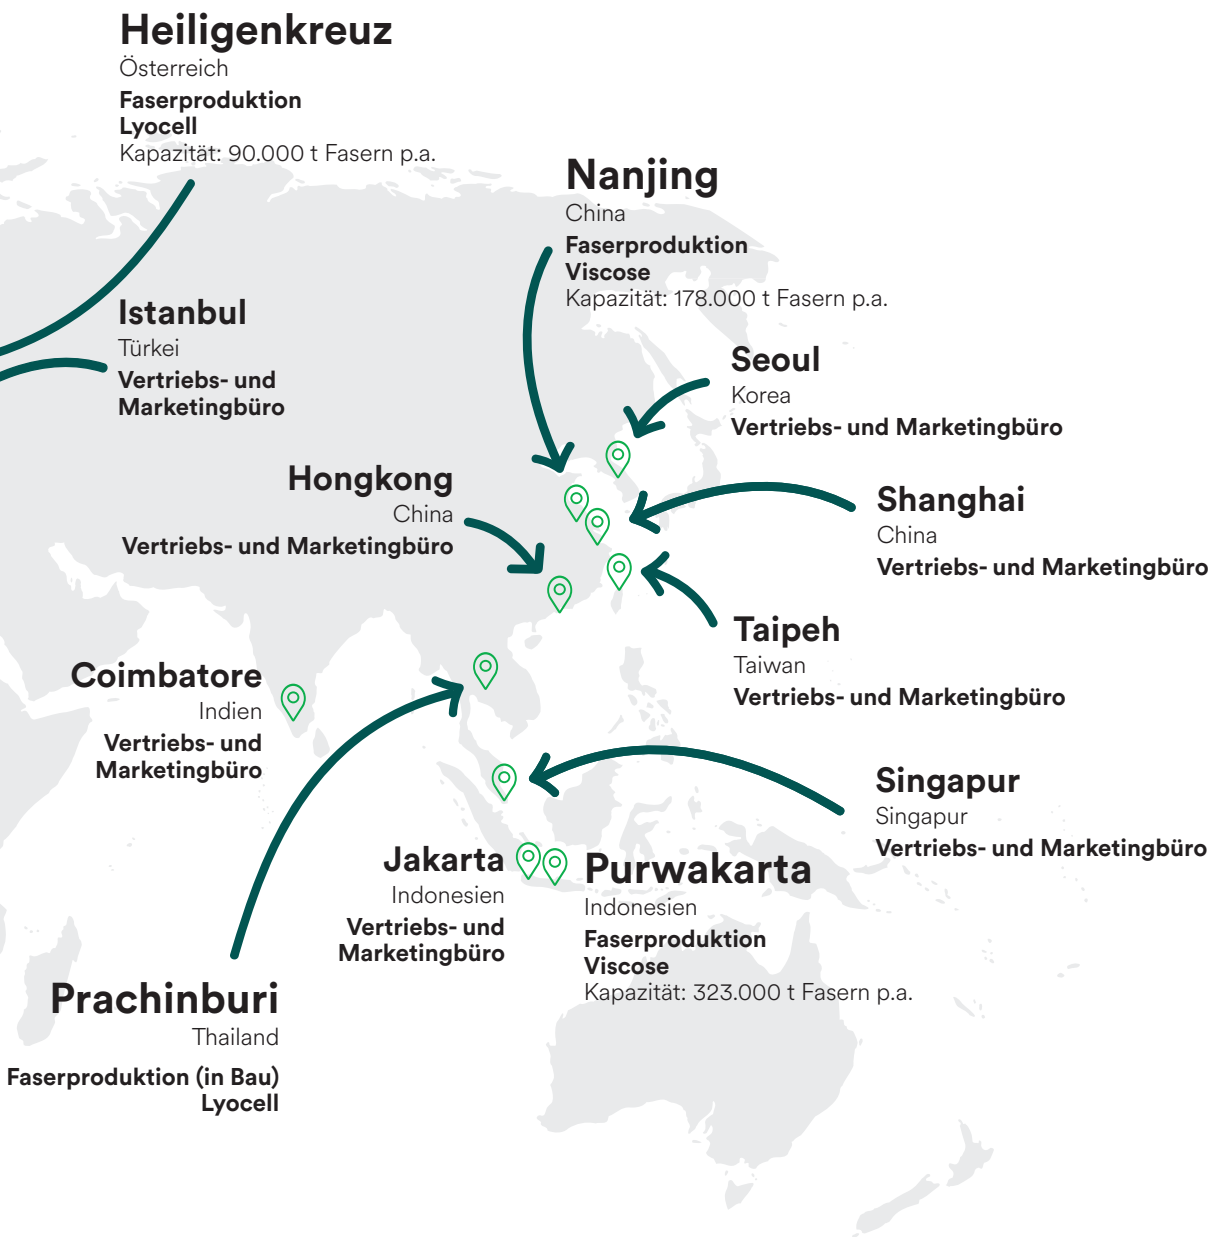 Heiligenkreuz
Österreich
Faserproduktion
Lyocell
Kapazität: 90.000 t Fasern p.a.
Nanjing
China
Faserproduktion
Viscose
Kapazität: 178.000 t Fasern p.a.
Istanbul
Türkei
Vertriebs- und
Marketingbüro
Seoul
Korea
Vertriebs- und Marketingbüro
Hongkong
China
Vertriebs- und Marketingbüro
Shanghai
China
Vertriebs- und Marketingbüro
Taipeh
Taiwan
Vertriebs- und Marketingbüro
Coimbatore
Indien
Vertriebs- und
Marketingbüro
Singapur
Singapur
Vertriebs- und Marketingbüro
Jakarta
Indonesien
Vertriebs- und
Marketingbüro
Purwakarta
Indonesien
Faserproduktion
Viscose
Kapazität: 323.000 t Fasern p.a.
Prachinburi
Thailand
Faserproduktion (in Bau)
Lyocell